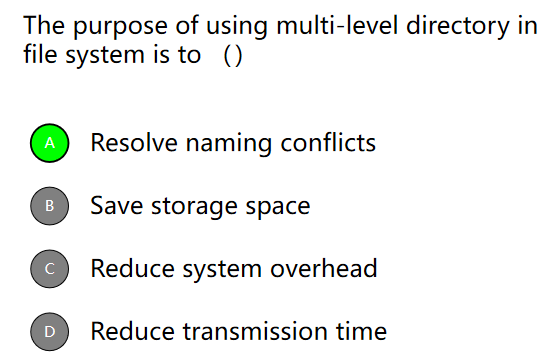 The purpose of using multi-level directory in
file system is to （）
A Resolve naming conflicts
B Save storage space
C Reduce system overhead
D Reduce transmission time